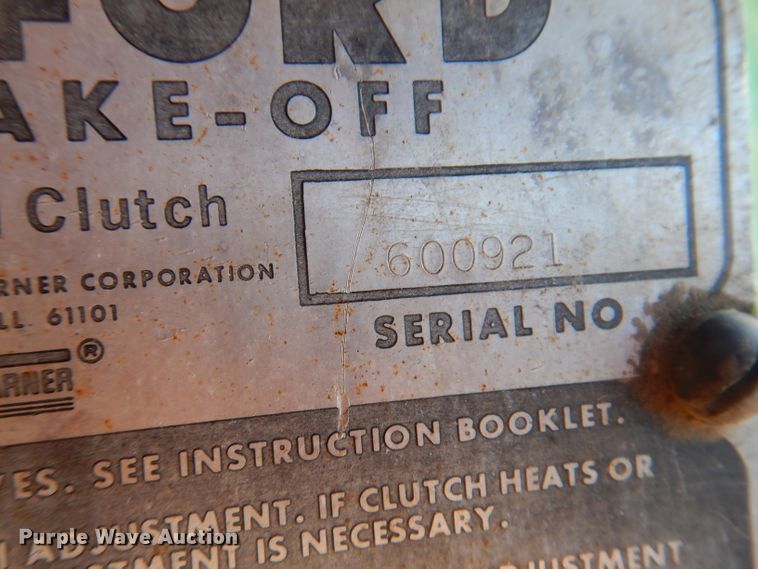 FORD
AKE-OFF
Clutch
600921
RNER CORPORATION
LL. 61101
SERIAL NO
ARNER®
ES. SEE INSTRUCTION BOOKLET.
ADJUSTMENT. IF CLUTCH HEATS OR
TMENT IS NECESSARY.
DJUSTMENT
Purple Wave Auction